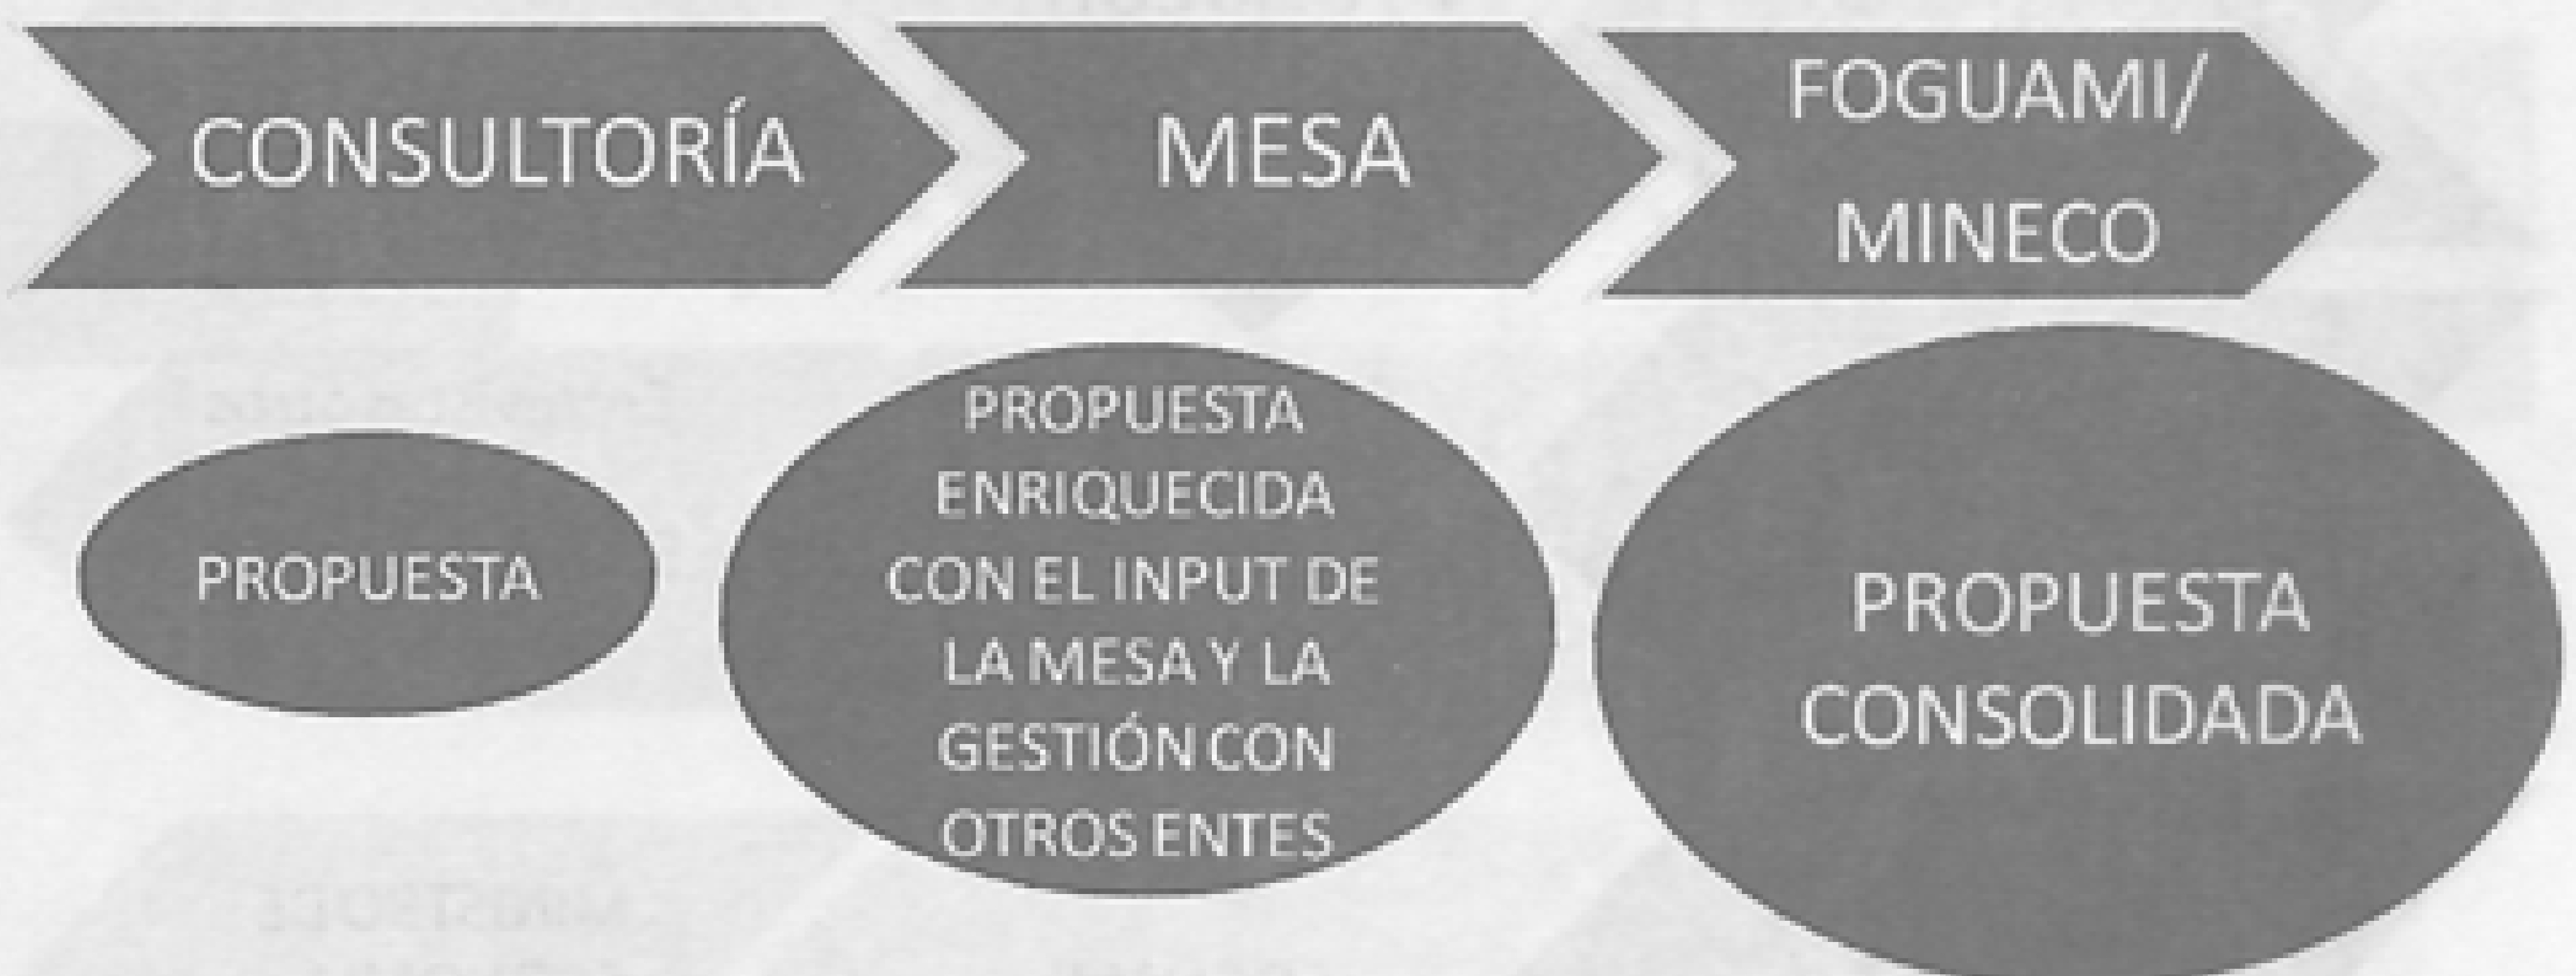 CONSULTORÍA
MESA
FOGUAMI/
MINECO
PROPUESTA
PROPUESTA
ENRIQUECIDA
CON EL INPUT DE
LA MESA Y LA
GESTIÓN CON
OTROS ENTES
PROPUESTA
CONSOLIDADA